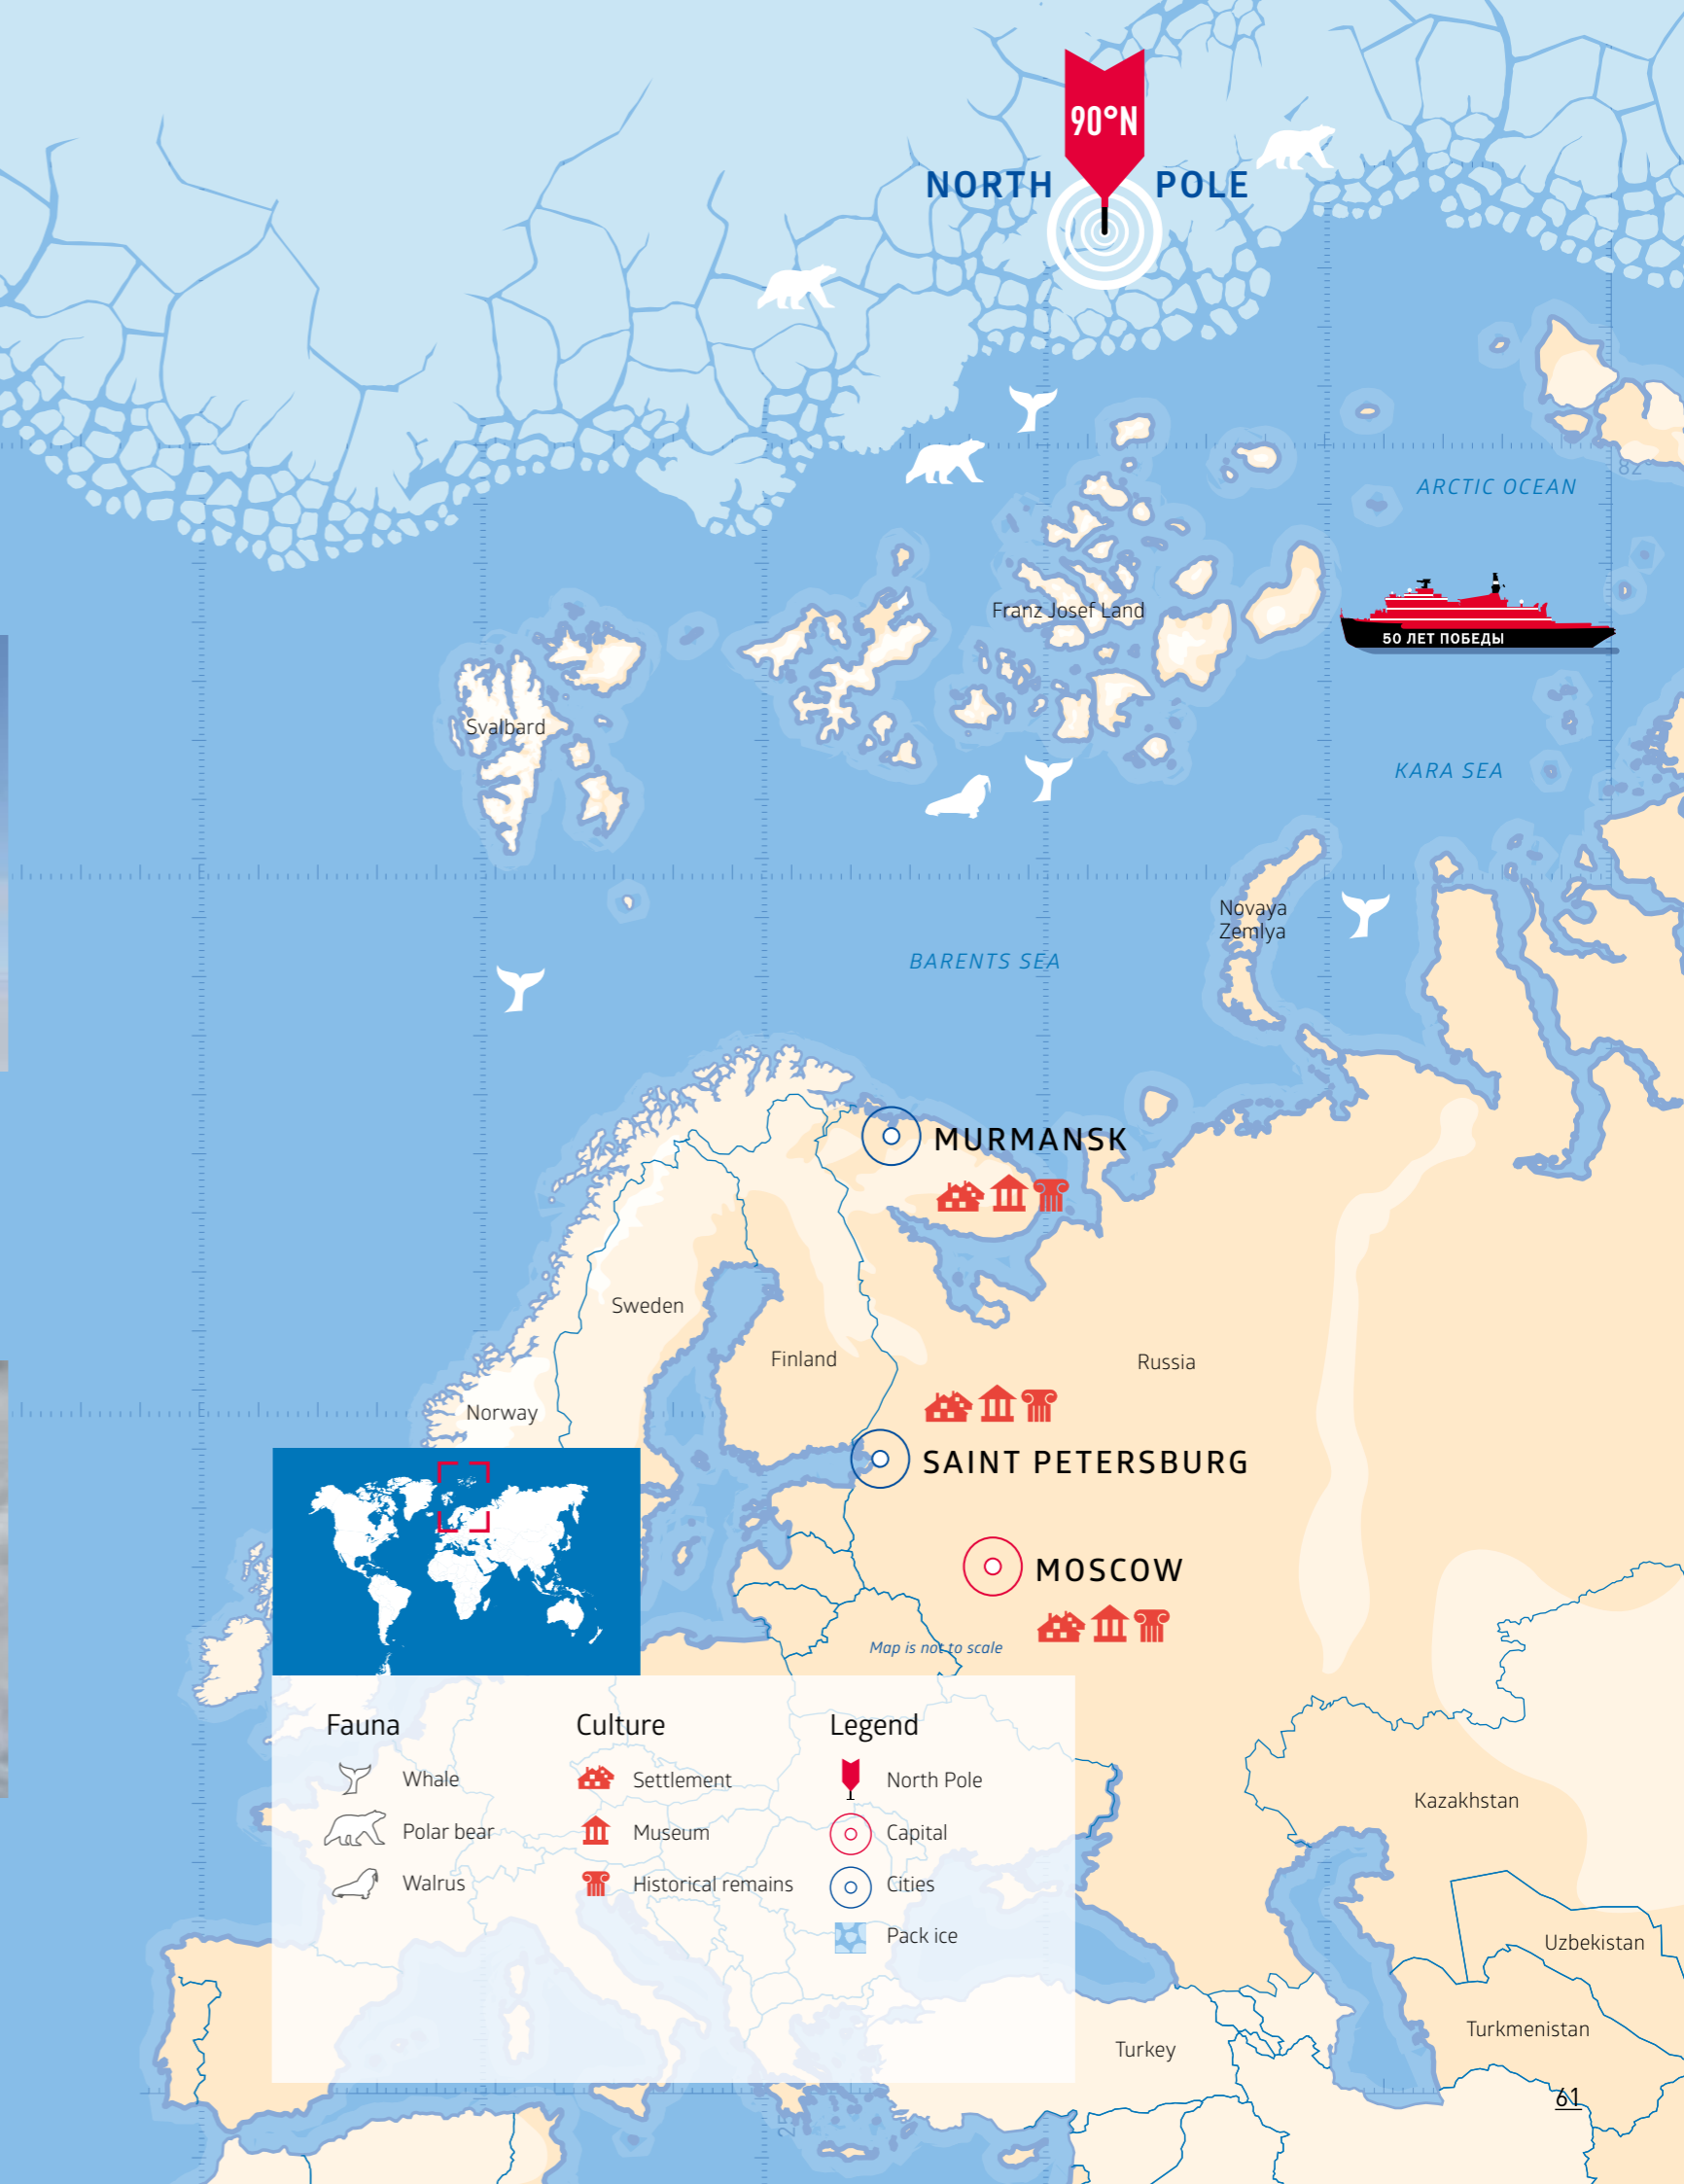 90°N
NORTH POLE
82°
ARCTIC OCEAN
Franz Josef Land
50 ЛЕТ ПОБЕДЫ
Svalbard
KARA SEA
Novaya
Zemlya
BARENTS SEA
MURMANSK
Sweden
Finland
Russia
Norway
SAINT PETERSBURG
MOSCOW
Map is not to scale
Fauna
Whale
Polar bear
Walrus
Culture
Settlement
Museum
Historical remains
Legend
North Pole
Capital
Cities
Pack ice
Kazakhstan
Uzbekistan
Turkmenistan
Turkey
61